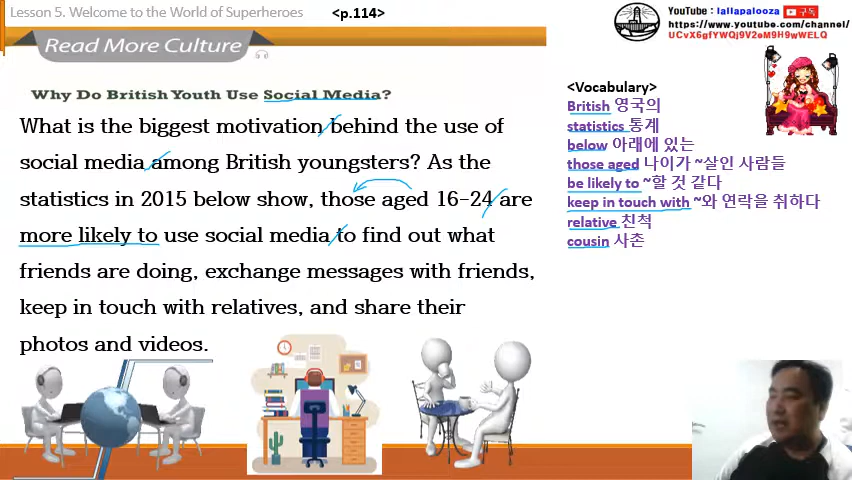 Lesson 5. Welcome to the World of Superheroes
<p.114>
YouTube : lallapalooza 구독
https://www.youtube.com/channel/
UCvX6gfYWQj9V2eM9H9wWELQ
Read More Culture
Why Do British Youth Use Social Media?
What is the biggest motivation behind the use of
social media among British youngsters? As the
statistics in 2015 below show, those aged 16-24 are
more likely to use social media to find out what
friends are doing, exchange messages with friends,
keep in touch with relatives, and share their
photos and videos.
<Vocabulary>
British 영국의
statistics 통계
below 아래에 있는
those aged 나이가 ~살인 사람들
be likely to ~할 것 같다
keep in touch with ~와 연락을 취하다
relative 친척
cousin 사촌